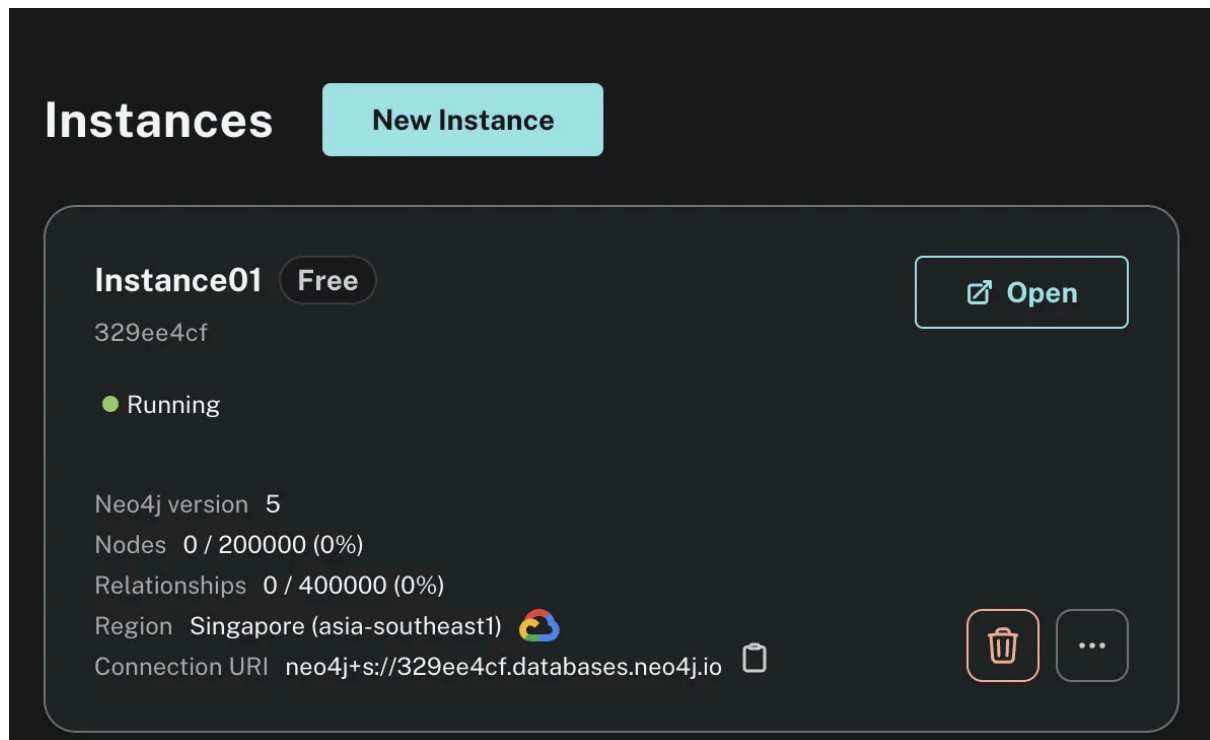 Instances
New Instance
Instance01 Free
Open
329ee4cf
Running
Neo4j version 5
Nodes 0 / 200000 (0%)
Relationships 0 / 400000 (0%)
Region Singapore (asia-southeast1)
Connection URI neo4j+s://329ee4cf.databases.neo4j.io